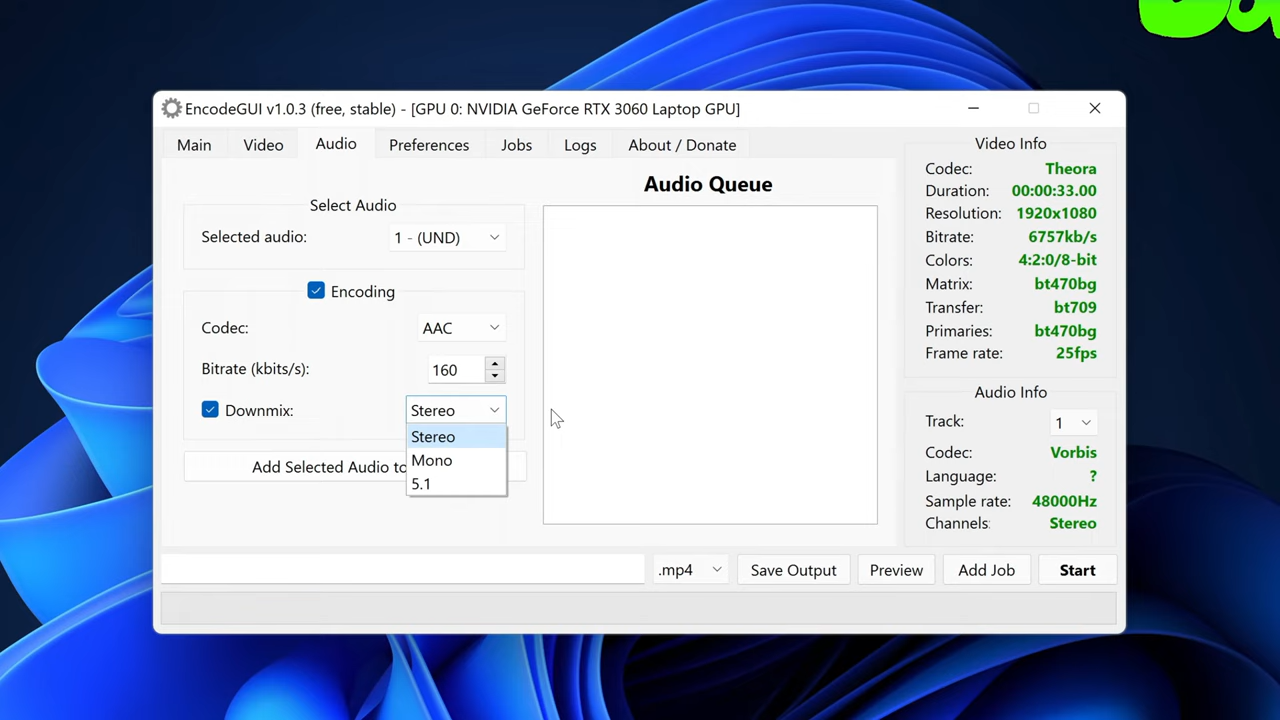 EncodeGUI v1.0.3 (free, stable) - [GPU 0: NVIDIA GeForce RTX 3060 Laptop GPU]
Main Video Audio Preferences Jobs Logs About / Donate
Select Audio
Selected audio: 1 - (UND)
Encoding
Codec: AAC
Bitrate (kbits/s): 160
Downmix: Stereo
Stereo
Mono
5.1
Add Selected Audio to
Audio Queue
Video Info
Codec: Theora
Duration: 00:00:33.00
Resolution: 1920x1080
Bitrate: 6757kb/s
Colors: 4:2:0/8-bit
Matrix: bt470bg
Transfer: bt709
Primaries: bt470bg
Frame rate: 25fps
Audio Info
Track: 1
Codec: Vorbis
Language: ?
Sample rate: 48000Hz
Channels: Stereo
.mp4 Save Output Preview Add Job Start